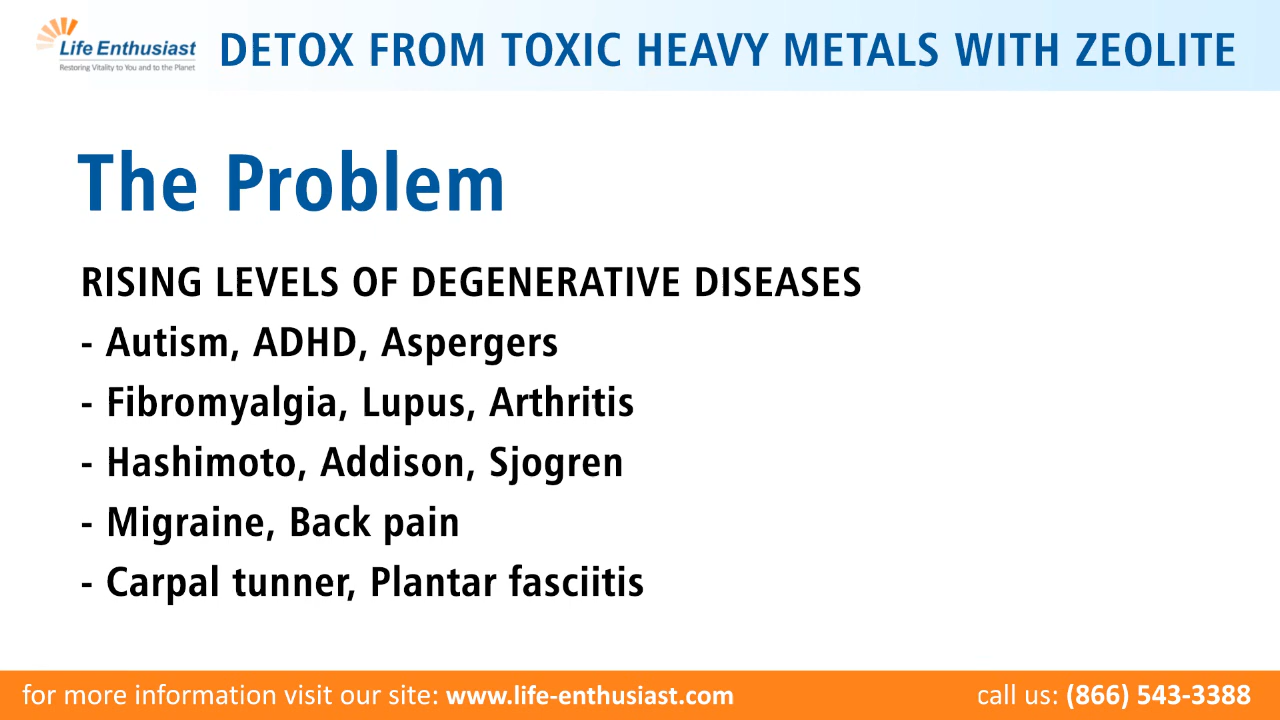 Life Enthusiast
Restoring Vitality to You and to the Planet
DETOX FROM TOXIC HEAVY METALS WITH ZEOLITE
The Problem
RISING LEVELS OF DEGENERATIVE DISEASES
- Autism, ADHD, Aspergers
- Fibromyalgia, Lupus, Arthritis
- Hashimoto, Addison, Sjogren
- Migraine, Back pain
- Carpal tunner, Plantar fasciitis
for more information visit our site: www.life-enthusiast.com
call us: (866) 543-3388